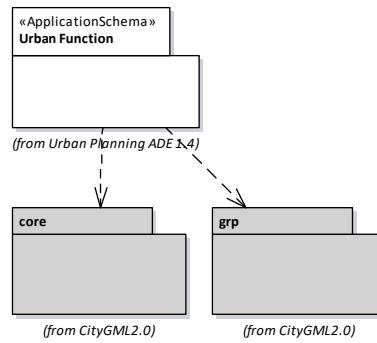 «ApplicationSchema»
Urban Function
(from Urban Planning ADE 1.4)
core
grp
(from CityGML2.0)
(from CityGML2.0)